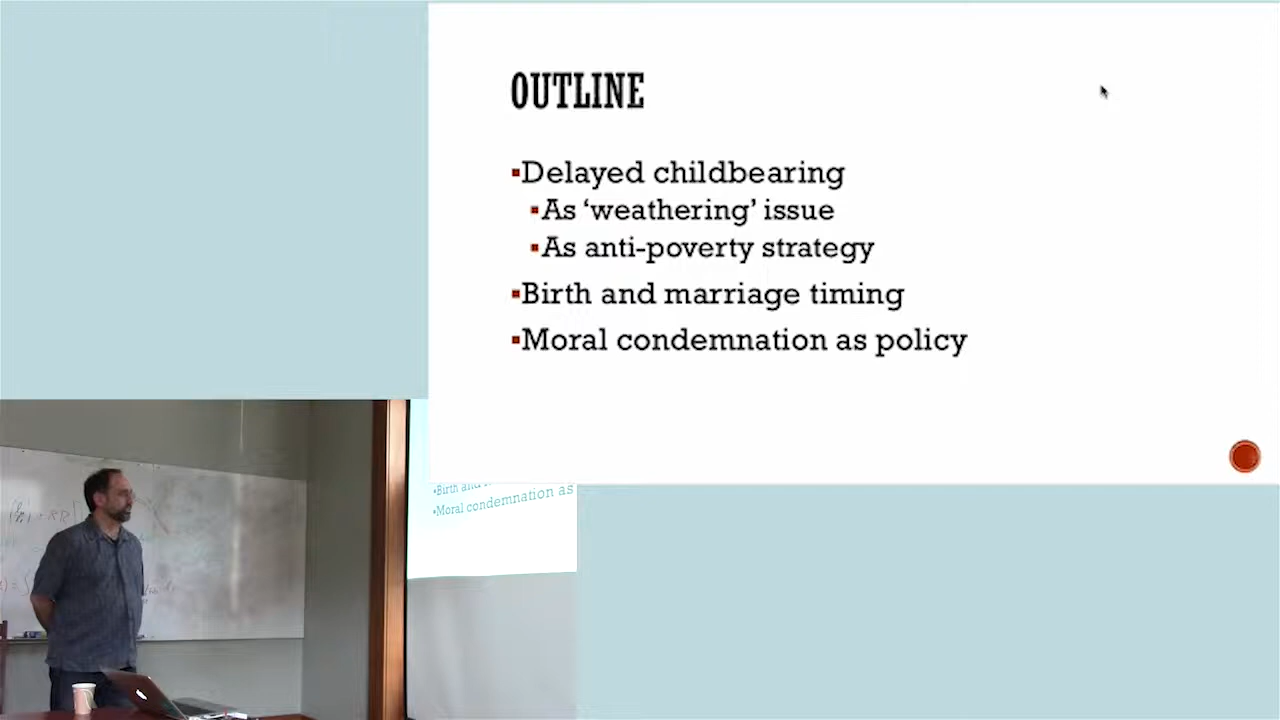 OUTLINE
▪Delayed childbearing
▪As ‘weathering’ issue
▪As anti-poverty strategy
▪Birth and marriage timing
▪Moral condemnation as policy
▪Birth and
▪Moral condemnation as